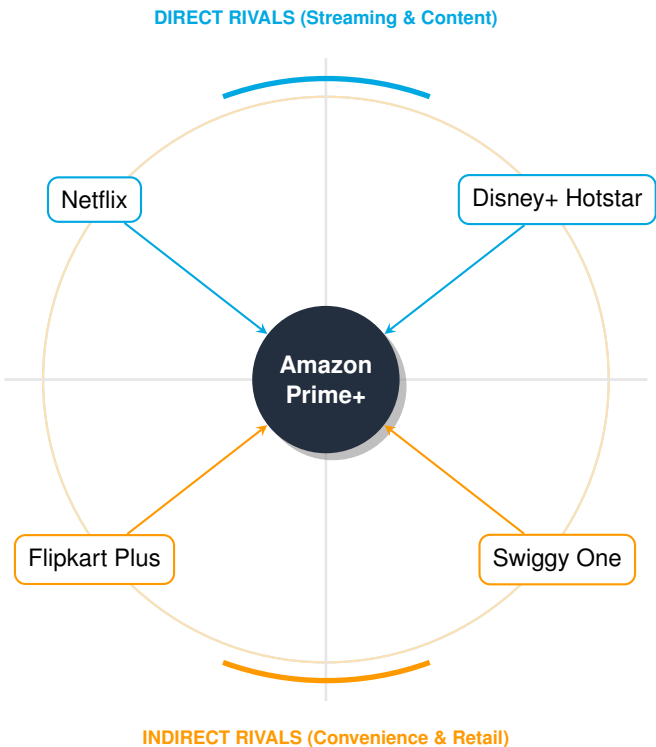 DIRECT RIVALS (Streaming & Content)
Netflix
Disney+ Hotstar
Amazon
Prime+
Flipkart Plus
Swiggy One
INDIRECT RIVALS (Convenience & Retail)